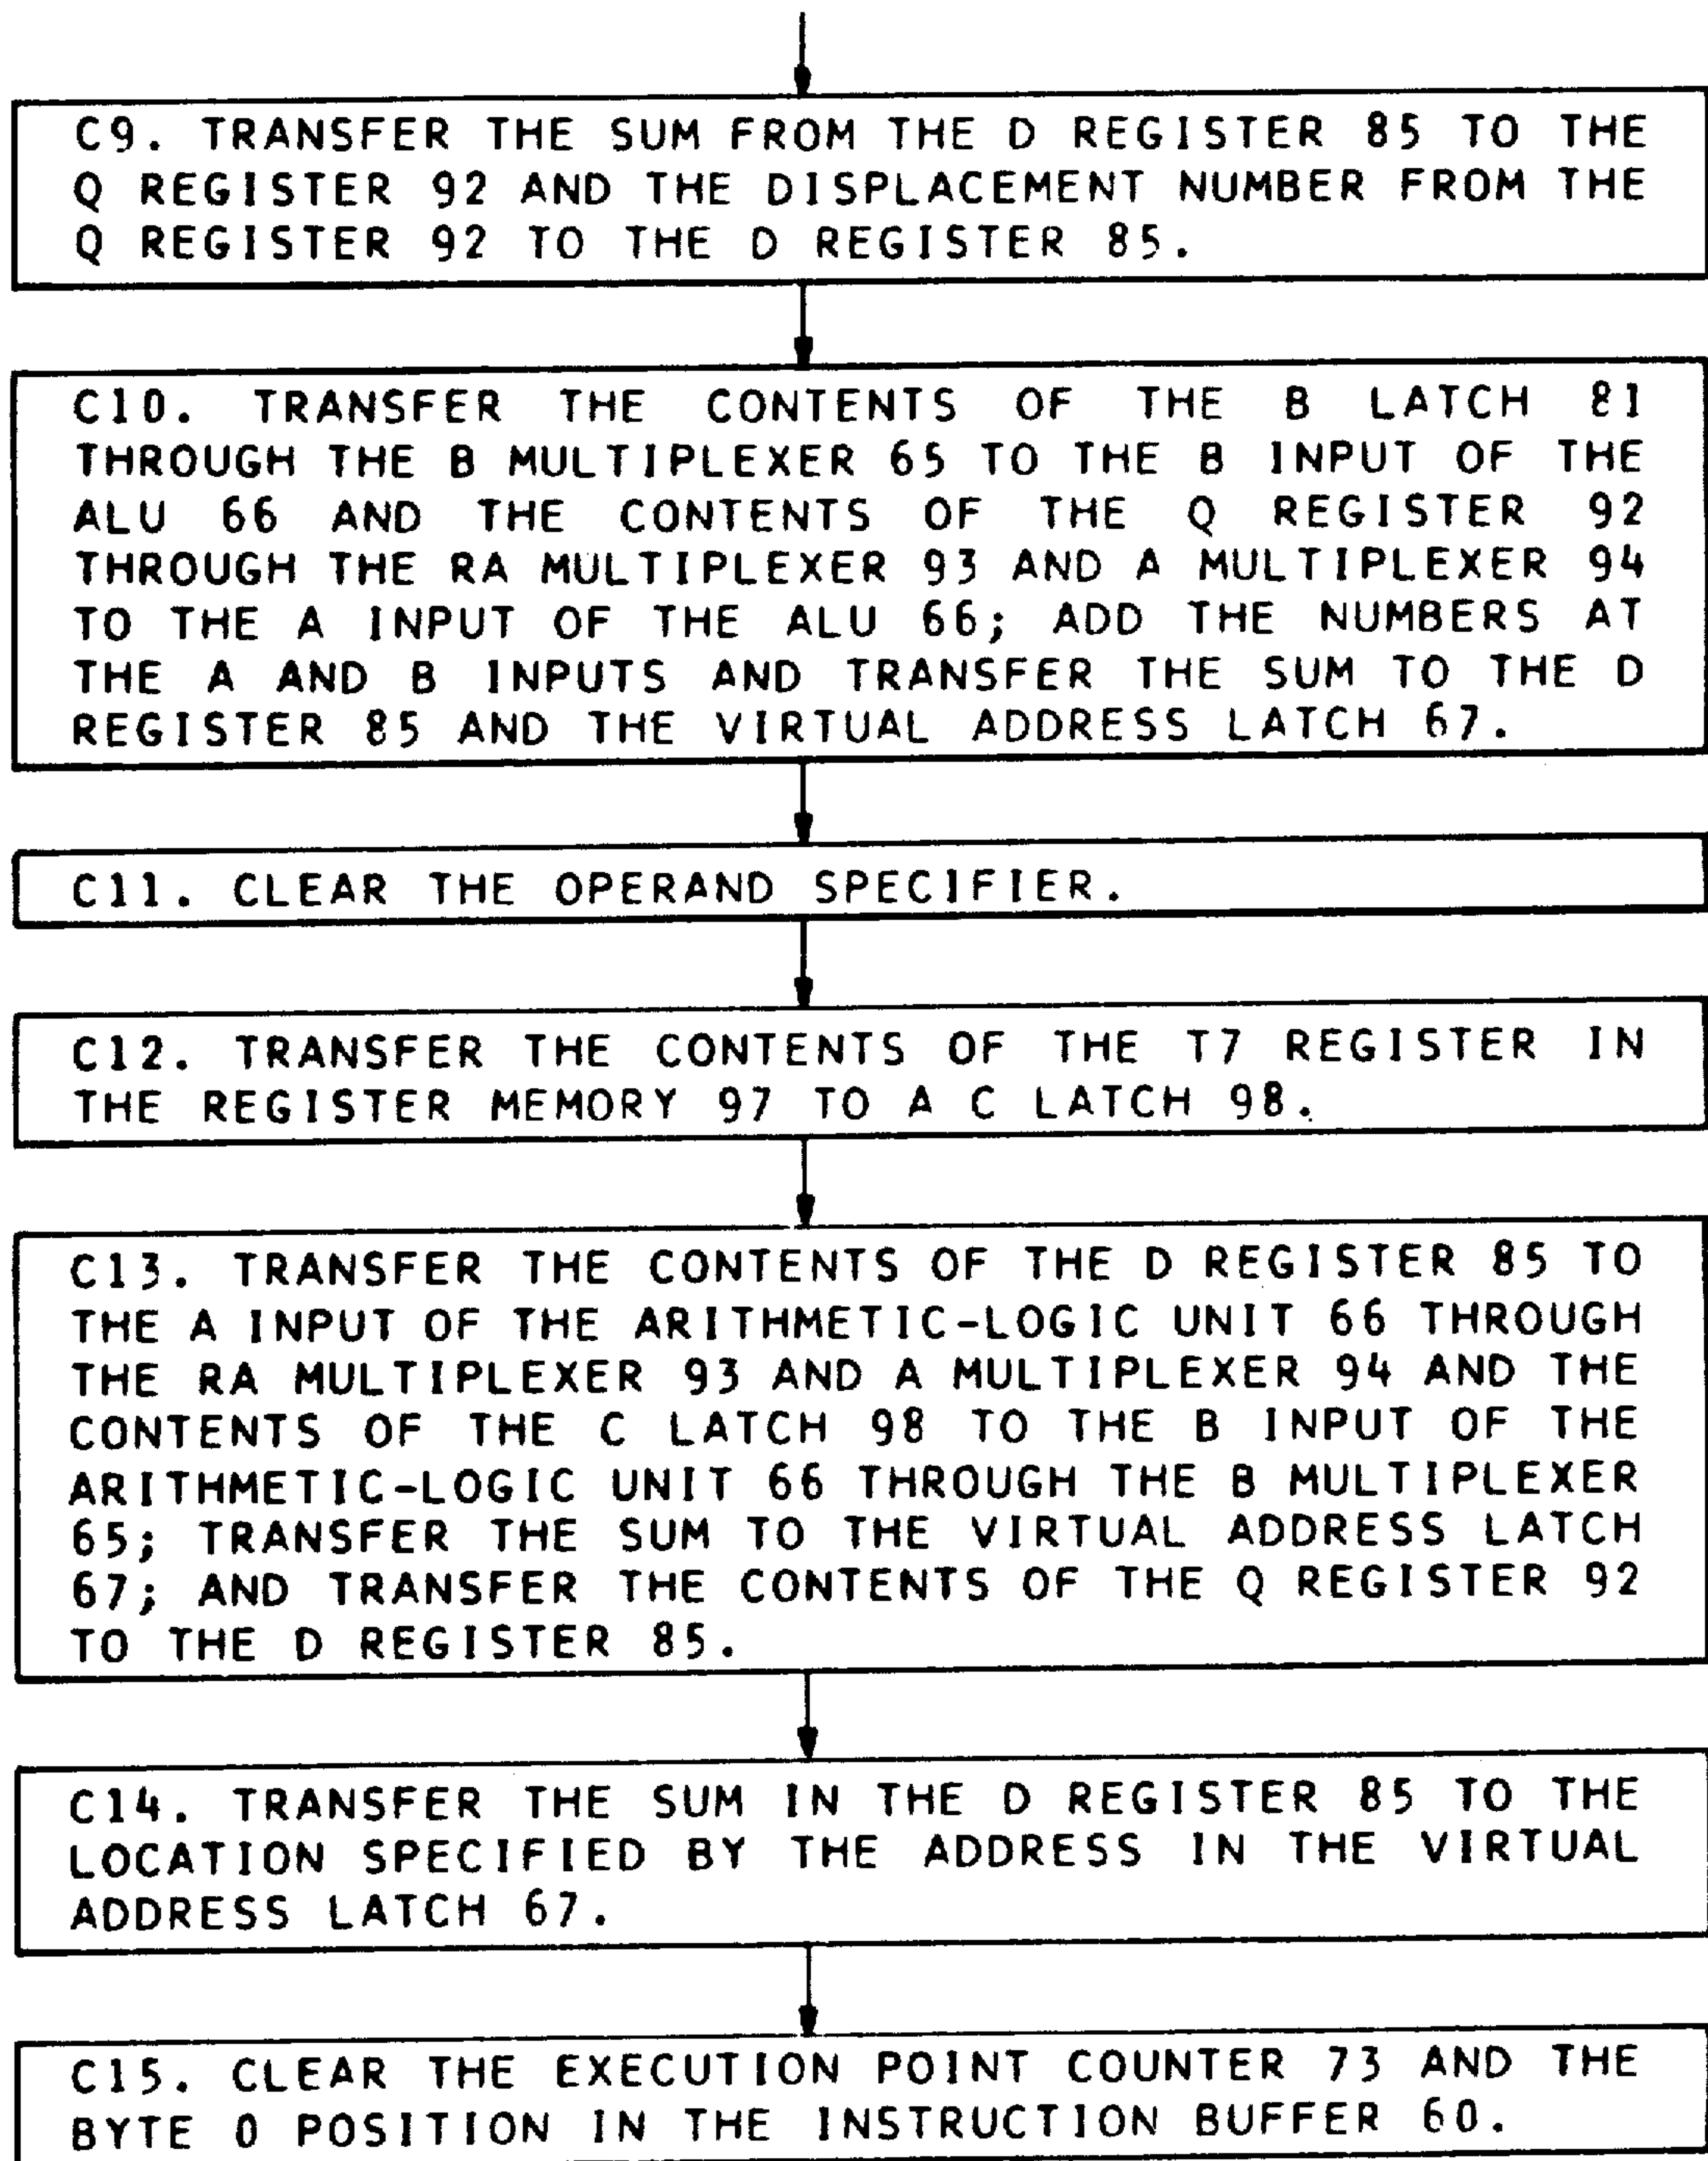 C9. TRANSFER THE SUM FROM THE D REGISTER 85 TO THE
Q REGISTER 92 AND THE DISPLACEMENT NUMBER FROM THE
Q REGISTER 92 TO THE D REGISTER 85.
C10. TRANSFER THE CONTENTS OF THE B LATCH 81
THROUGH THE B MULTIPLEXER 65 TO THE B INPUT OF THE
ALU 66 AND THE CONTENTS OF THE Q REGISTER 92
THROUGH THE RA MULTIPLEXER 93 AND A MULTIPLEXER 94
TO THE A INPUT OF THE ALU 66; ADD THE NUMBERS AT
THE A AND B INPUTS AND TRANSFER THE SUM TO THE D
REGISTER 85 AND THE VIRTUAL ADDRESS LATCH 67.
C11. CLEAR THE OPERAND SPECIFIER.
C12. TRANSFER THE CONTENTS OF THE T7 REGISTER IN
THE REGISTER MEMORY 97 TO A C LATCH 98.
C13. TRANSFER THE CONTENTS OF THE D REGISTER 85 TO
THE A INPUT OF THE ARITHMETIC-LOGIC UNIT 66 THROUGH
THE RA MULTIPLEXER 93 AND A MULTIPLEXER 94 AND THE
CONTENTS OF THE C LATCH 98 TO THE B INPUT OF THE
ARITHMETIC-LOGIC UNIT 66 THROUGH THE B MULTIPLEXER
65; TRANSFER THE SUM TO THE VIRTUAL ADDRESS LATCH
67; AND TRANSFER THE CONTENTS OF THE Q REGISTER 92
TO THE D REGISTER 85.
C14. TRANSFER THE SUM IN THE D REGISTER 85 TO THE
LOCATION SPECIFIED BY THE ADDRESS IN THE VIRTUAL
ADDRESS LATCH 67.
C15. CLEAR THE EXECUTION POINT COUNTER 73 AND THE
BYTE 0 POSITION IN THE INSTRUCTION BUFFER 60.